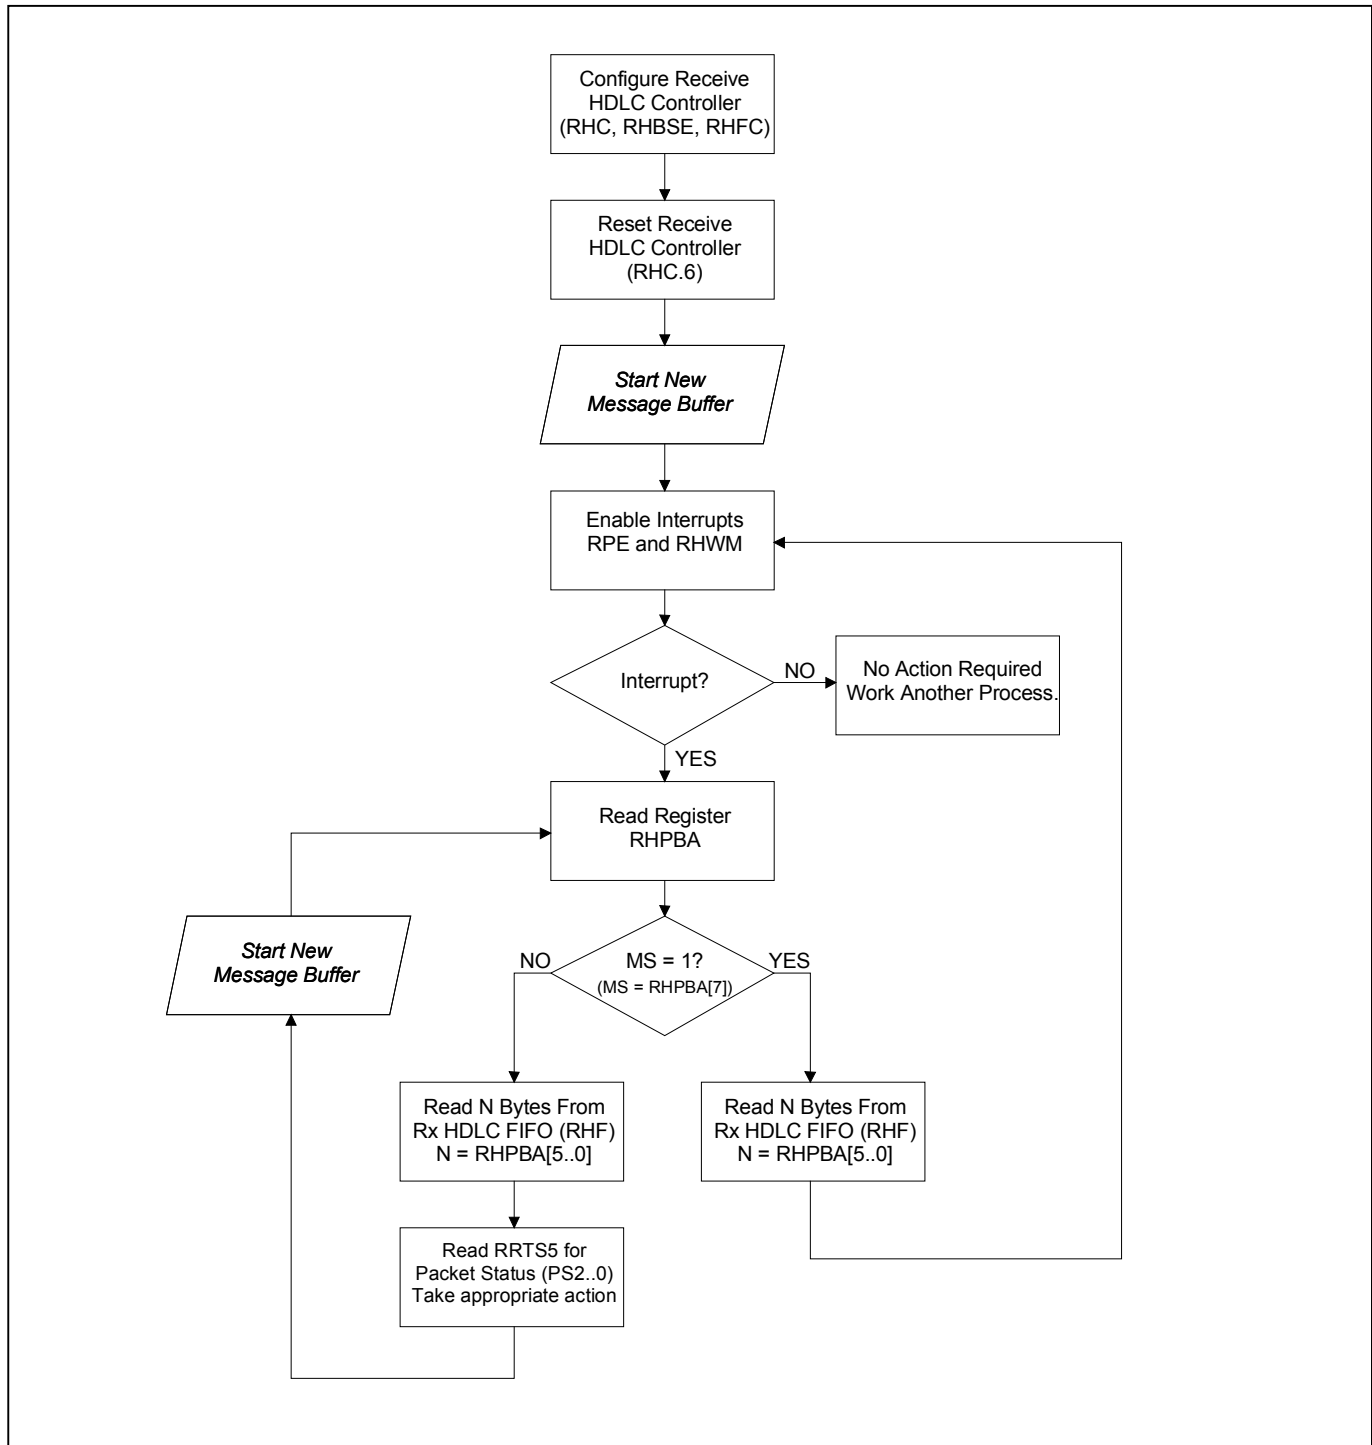 Configure Receive
HDLC Controller
(RHC, RHBSE, RHFC)
Reset Receive
HDLC Controller
(RHC.6)
Start New
Message Buffer
Enable Interrupts
RPE and RHWM
Interrupt?
NO
No Action Required
Work Another Process.
YES
Read Register
RHPBA
Start New
Message Buffer
NO
MS = 1?
(MS = RHPBA[7])
YES
Read N Bytes From
Rx HDLC FIFO (RHF)
N = RHPBA[5..0]
Read N Bytes From
Rx HDLC FIFO (RHF)
N = RHPBA[5..0]
Read RRTS5 for
Packet Status (PS2..0)
Take appropriate action